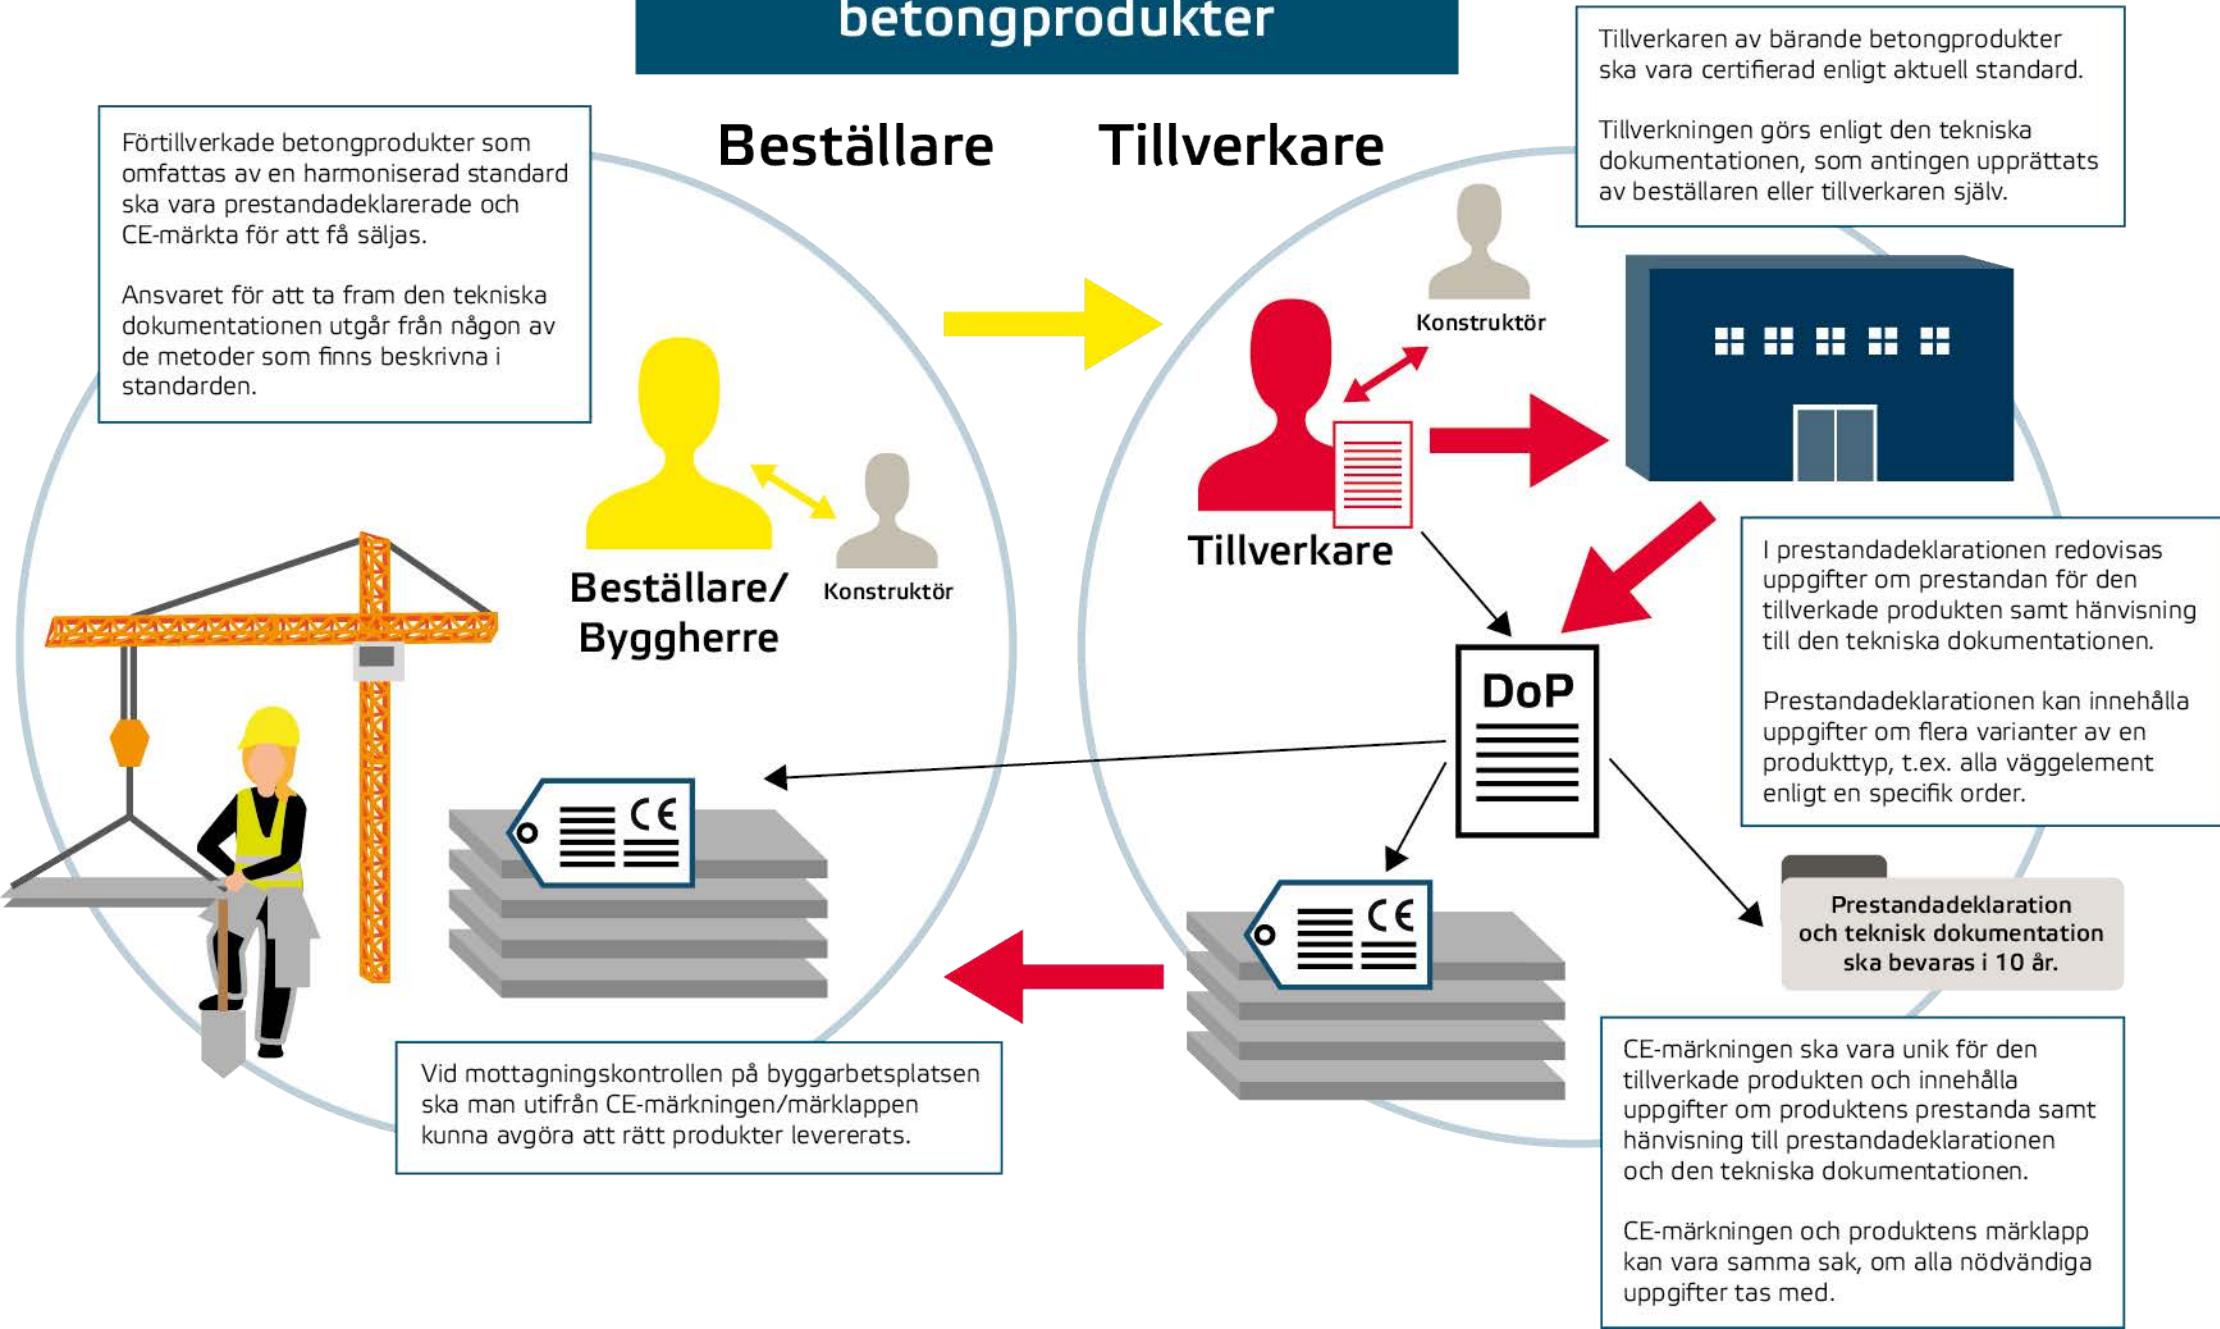 betongprodukter
Beställare
Tillverkare
Förtillverkade betongprodukter som
omfattas av en harmoniserad standard
ska vara prestandadeklarerade och
CE-märkta för att få säljas.
Ansvaret för att ta fram den tekniska
dokumentationen utgår från någon av
de metoder som finns beskrivna i
standarden.
Tillverkaren av bärande betongprodukter
ska vara certifierad enligt aktuell standard.
Tillverkningen görs enligt den tekniska
dokumentationen, som antingen upprättats
av beställaren eller tillverkaren själv.
Konstruktör
Tillverkare
Beställare/
Byggherre
Konstruktör
I prestandadeklarationen redovisas
uppgifter om prestandan för den
tillverkade produkten samt hänvisning
till den tekniska dokumentationen.
Prestandadeklarationen kan innehålla
uppgifter om flera varianter av en
produkttyp, t.ex. alla väggelement
enligt en specifik order.
DoP
CE
CE
Prestandadeklaration
och teknisk dokumentation
ska bevaras i 10 år.
Vid mottagningskontrollen på byggarbetsplatsen
ska man utifrån CE-märkningen/märklappen
kunna avgöra att rätt produkter levererats.
CE-märkningen ska vara unik för den
tillverkade produkten och innehålla
uppgifter om produktens prestanda samt
hänvisning till prestandadeklarationen
och den tekniska dokumentationen.
CE-märkningen och produktens märklapp
kan vara samma sak, om alla nödvändiga
uppgifter tas med.